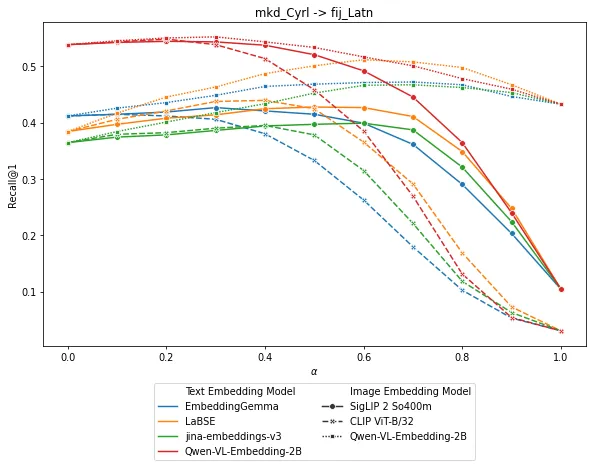 mkd_Cyrl -> fij_Latn
Recall@1
0.5
0.4
0.3
0.2
0.1
0.0
0.2
0.4
0.6
0.8
1.0
α
Text Embedding Model
EmbeddingGemma
LaBSE
jina-embeddings-v3
Qwen-VL-Embedding-2B
Image Embedding Model
SigLIP 2 So400m
CLIP ViT-B/32
Qwen-VL-Embedding-2B